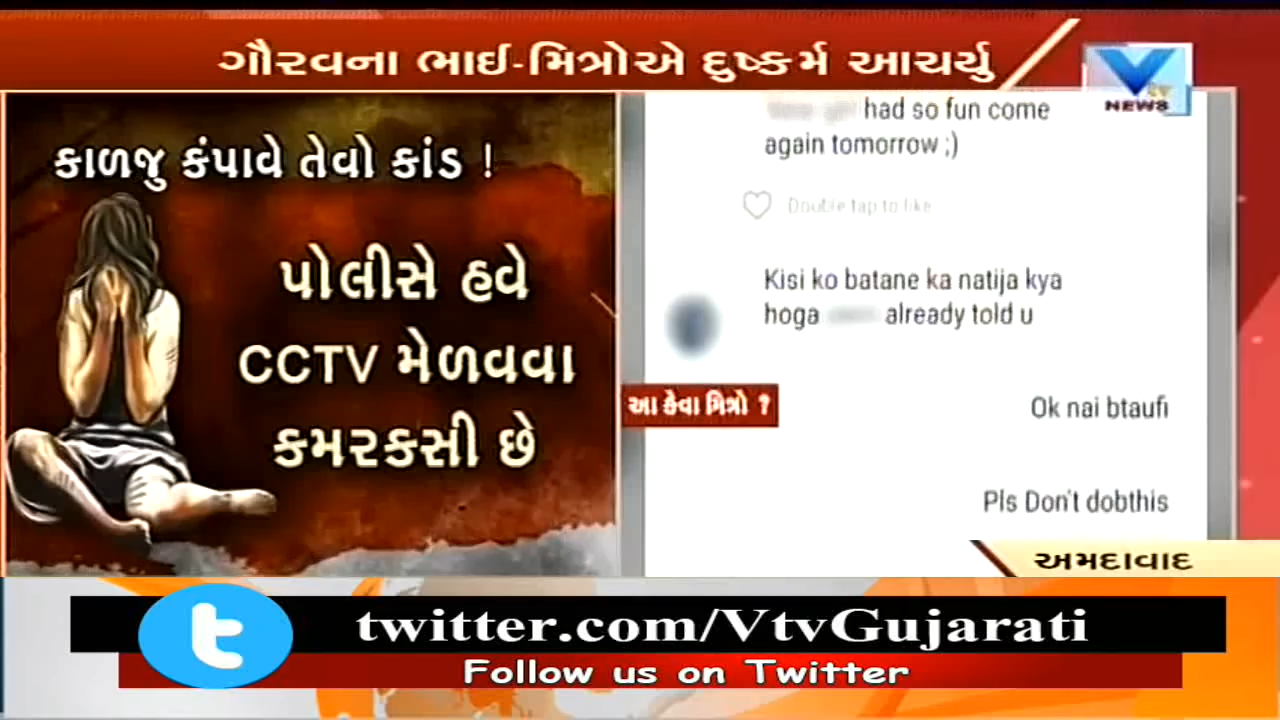 ગૌરવના ભાઈ-મિત્રોએ દુષ્કર્મ આચર્યુ
V
tv
NEWS
કાળજુ કંપાવે તેવો કાંડ !
પોલીસે હવે
CCTV મેળવવા
કમરકસી છે
had so fun come
again tomorrow ;)
Double tap to like
Kisi ko batane ka natija kya
hoga already told u
આ કેવા મિત્રો ?
Ok nai btaufi
Pls Don't dobthis
અમદાવાદ
twitter.com/VtvGujarati
Follow us on Twitter